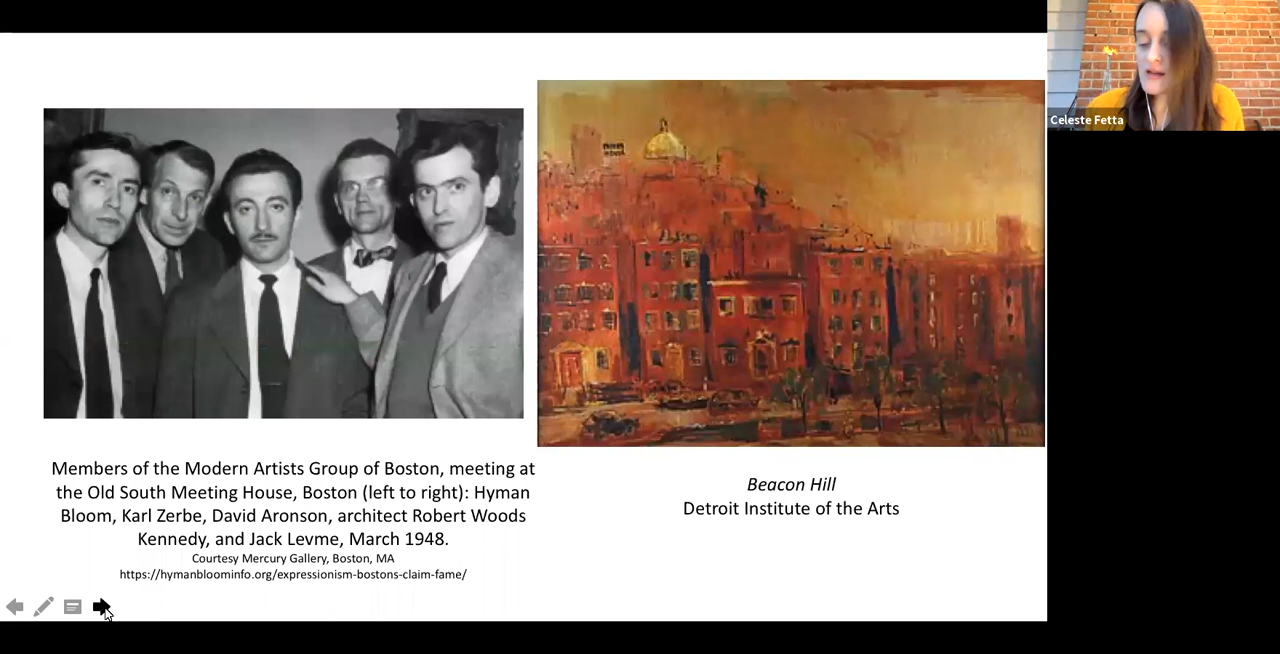 Celeste Fetta
Members of the Modern Artists Group of Boston, meeting at
the Old South Meeting House, Boston (left to right): Hyman
Bloom, Karl Zerbe, David Aronson, architect Robert Woods
Kennedy, and Jack Levme, March 1948.
Courtesy Mercury Gallery, Boston, MA
https://hymanbloominfo.org/expressionism-bostons-claim-fame/
Beacon Hill
Detroit Institute of the Arts